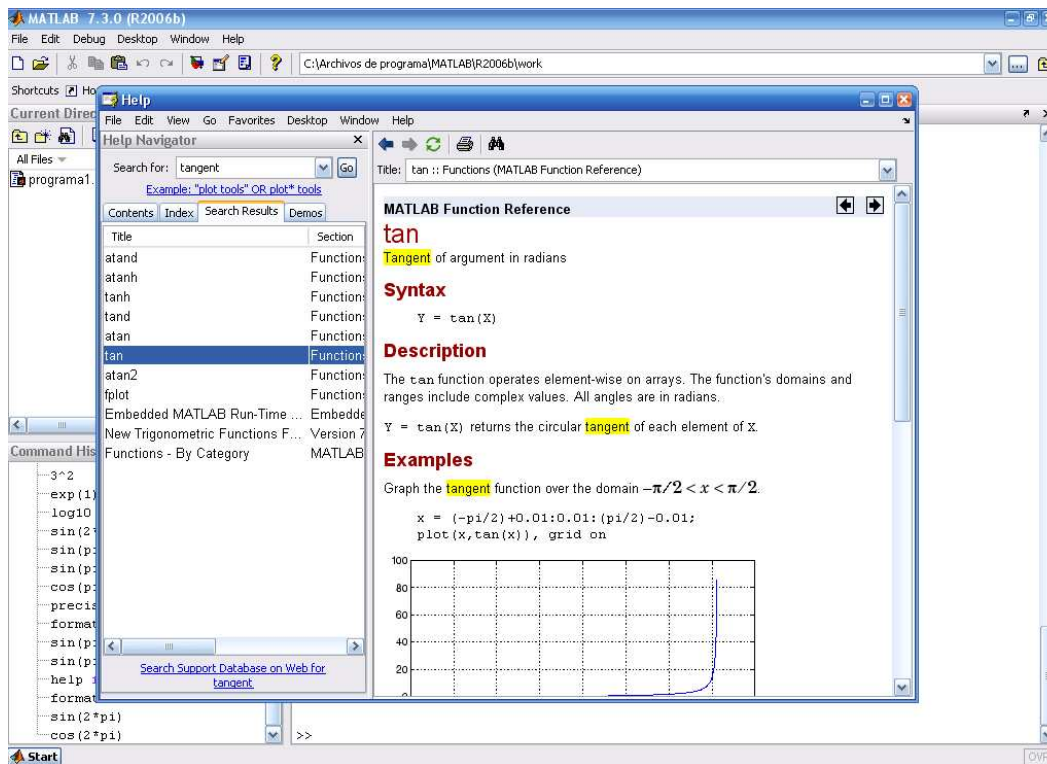 MATLAB 7.3.0 (R2006b)
File Edit Debug Desktop Window Help
C:\Archivos de programa\MATLAB\R2006b\work
Shortcuts
Current Direc
All Files
programa1.
Command His
3^2
exp(1)
log10
sin(2*
sin(p
sin(p
cos(p
precis
format
sin(p
sin(p
help
format
sin(2*pi)
cos(2*pi)
>>
Start
OVR
Help
File Edit View Go Favorites Desktop Window Help
Help Navigator
Search for: tangent Go
Example: "plot tools" OR plot* tools
Contents Index Search Results Demos
Title Section
atand Function
atanh Function
tanh Function
tand Function
atan Function
tan Function
atan2 Function
fplot Function
Embedded MATLAB Run-Time ... Embedde
New Trigonometric Functions F... Version 7
Functions - By Category MATLAB
Search Support Database on Web for
tangent
Title: tan :: Functions (MATLAB Function Reference)
MATLAB Function Reference
tan
Tangent of argument in radians
Syntax
Y = tan(X)
Description
The tan function operates element-wise on arrays. The function's domains and
ranges include complex values. All angles are in radians.
Y = tan(X) returns the circular tangent of each element of X.
Examples
Graph the tangent function over the domain −π/2 < x < π/2.
x = (-pi/2)+0.01:0.01:(pi/2)-0.01;
plot(x,tan(x)), grid on
100
80
60
40
20